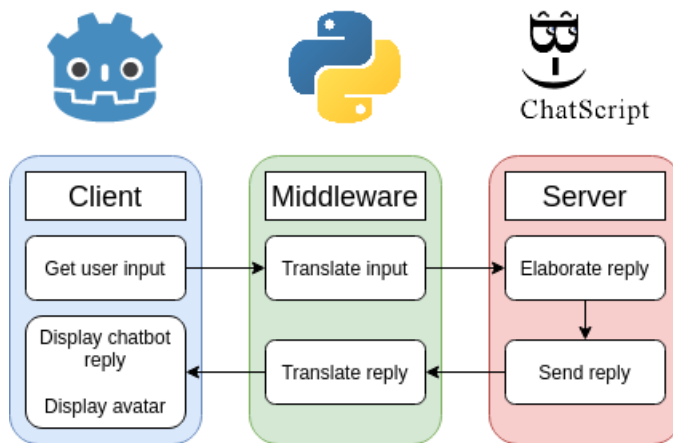 ChatScript
Client
Middleware
Server
Get user input
Translate input
Elaborate reply
Display chatbot
reply
Display avatar
Translate reply
Send reply